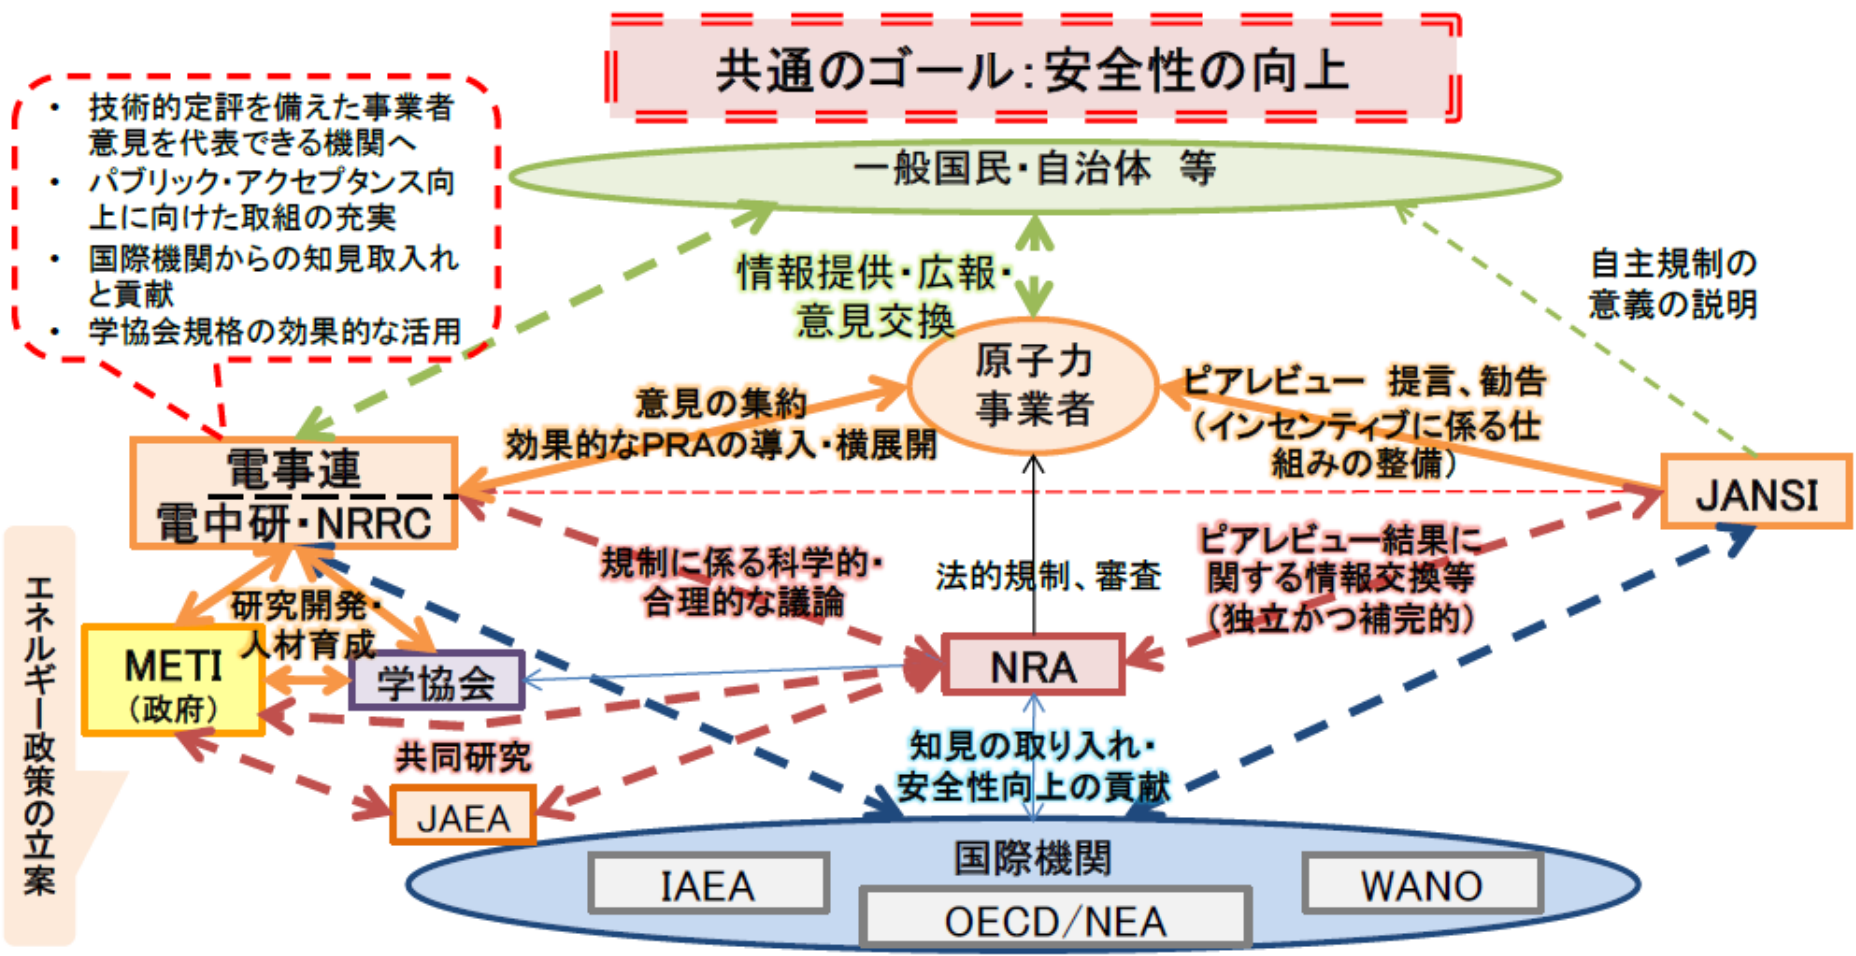 共通のゴール：安全性の向上
・ 技術的定評を備えた事業者
意見を代表できる機関へ
・ パブリック・アクセプタンス向
上に向けた取組の充実
・ 国際機関からの知見取入れ
と貢献
・ 学協会規格の効果的な活用
一般国民・自治体　等
情報提供・広報・
意見交換
自主規制の
意義の説明
原子力
事業者
意見の集約
効果的なPRAの導入・横展開
ピアレビュー　提言、勧告
（インセンティブに係る仕
組みの整備）
電事連
電中研・NRRC
JANSI
規制に係る科学的・
合理的な議論
法的規制、審査
ピアレビュー結果に
関する情報交換等
（独立かつ補完的）
エネルギー政策の立案
研究開発・
人材育成
METI
（政府）
学協会
NRA
共同研究
JAEA
知見の取り入れ・
安全性向上の貢献
国際機関
IAEA
OECD/NEA
WANO